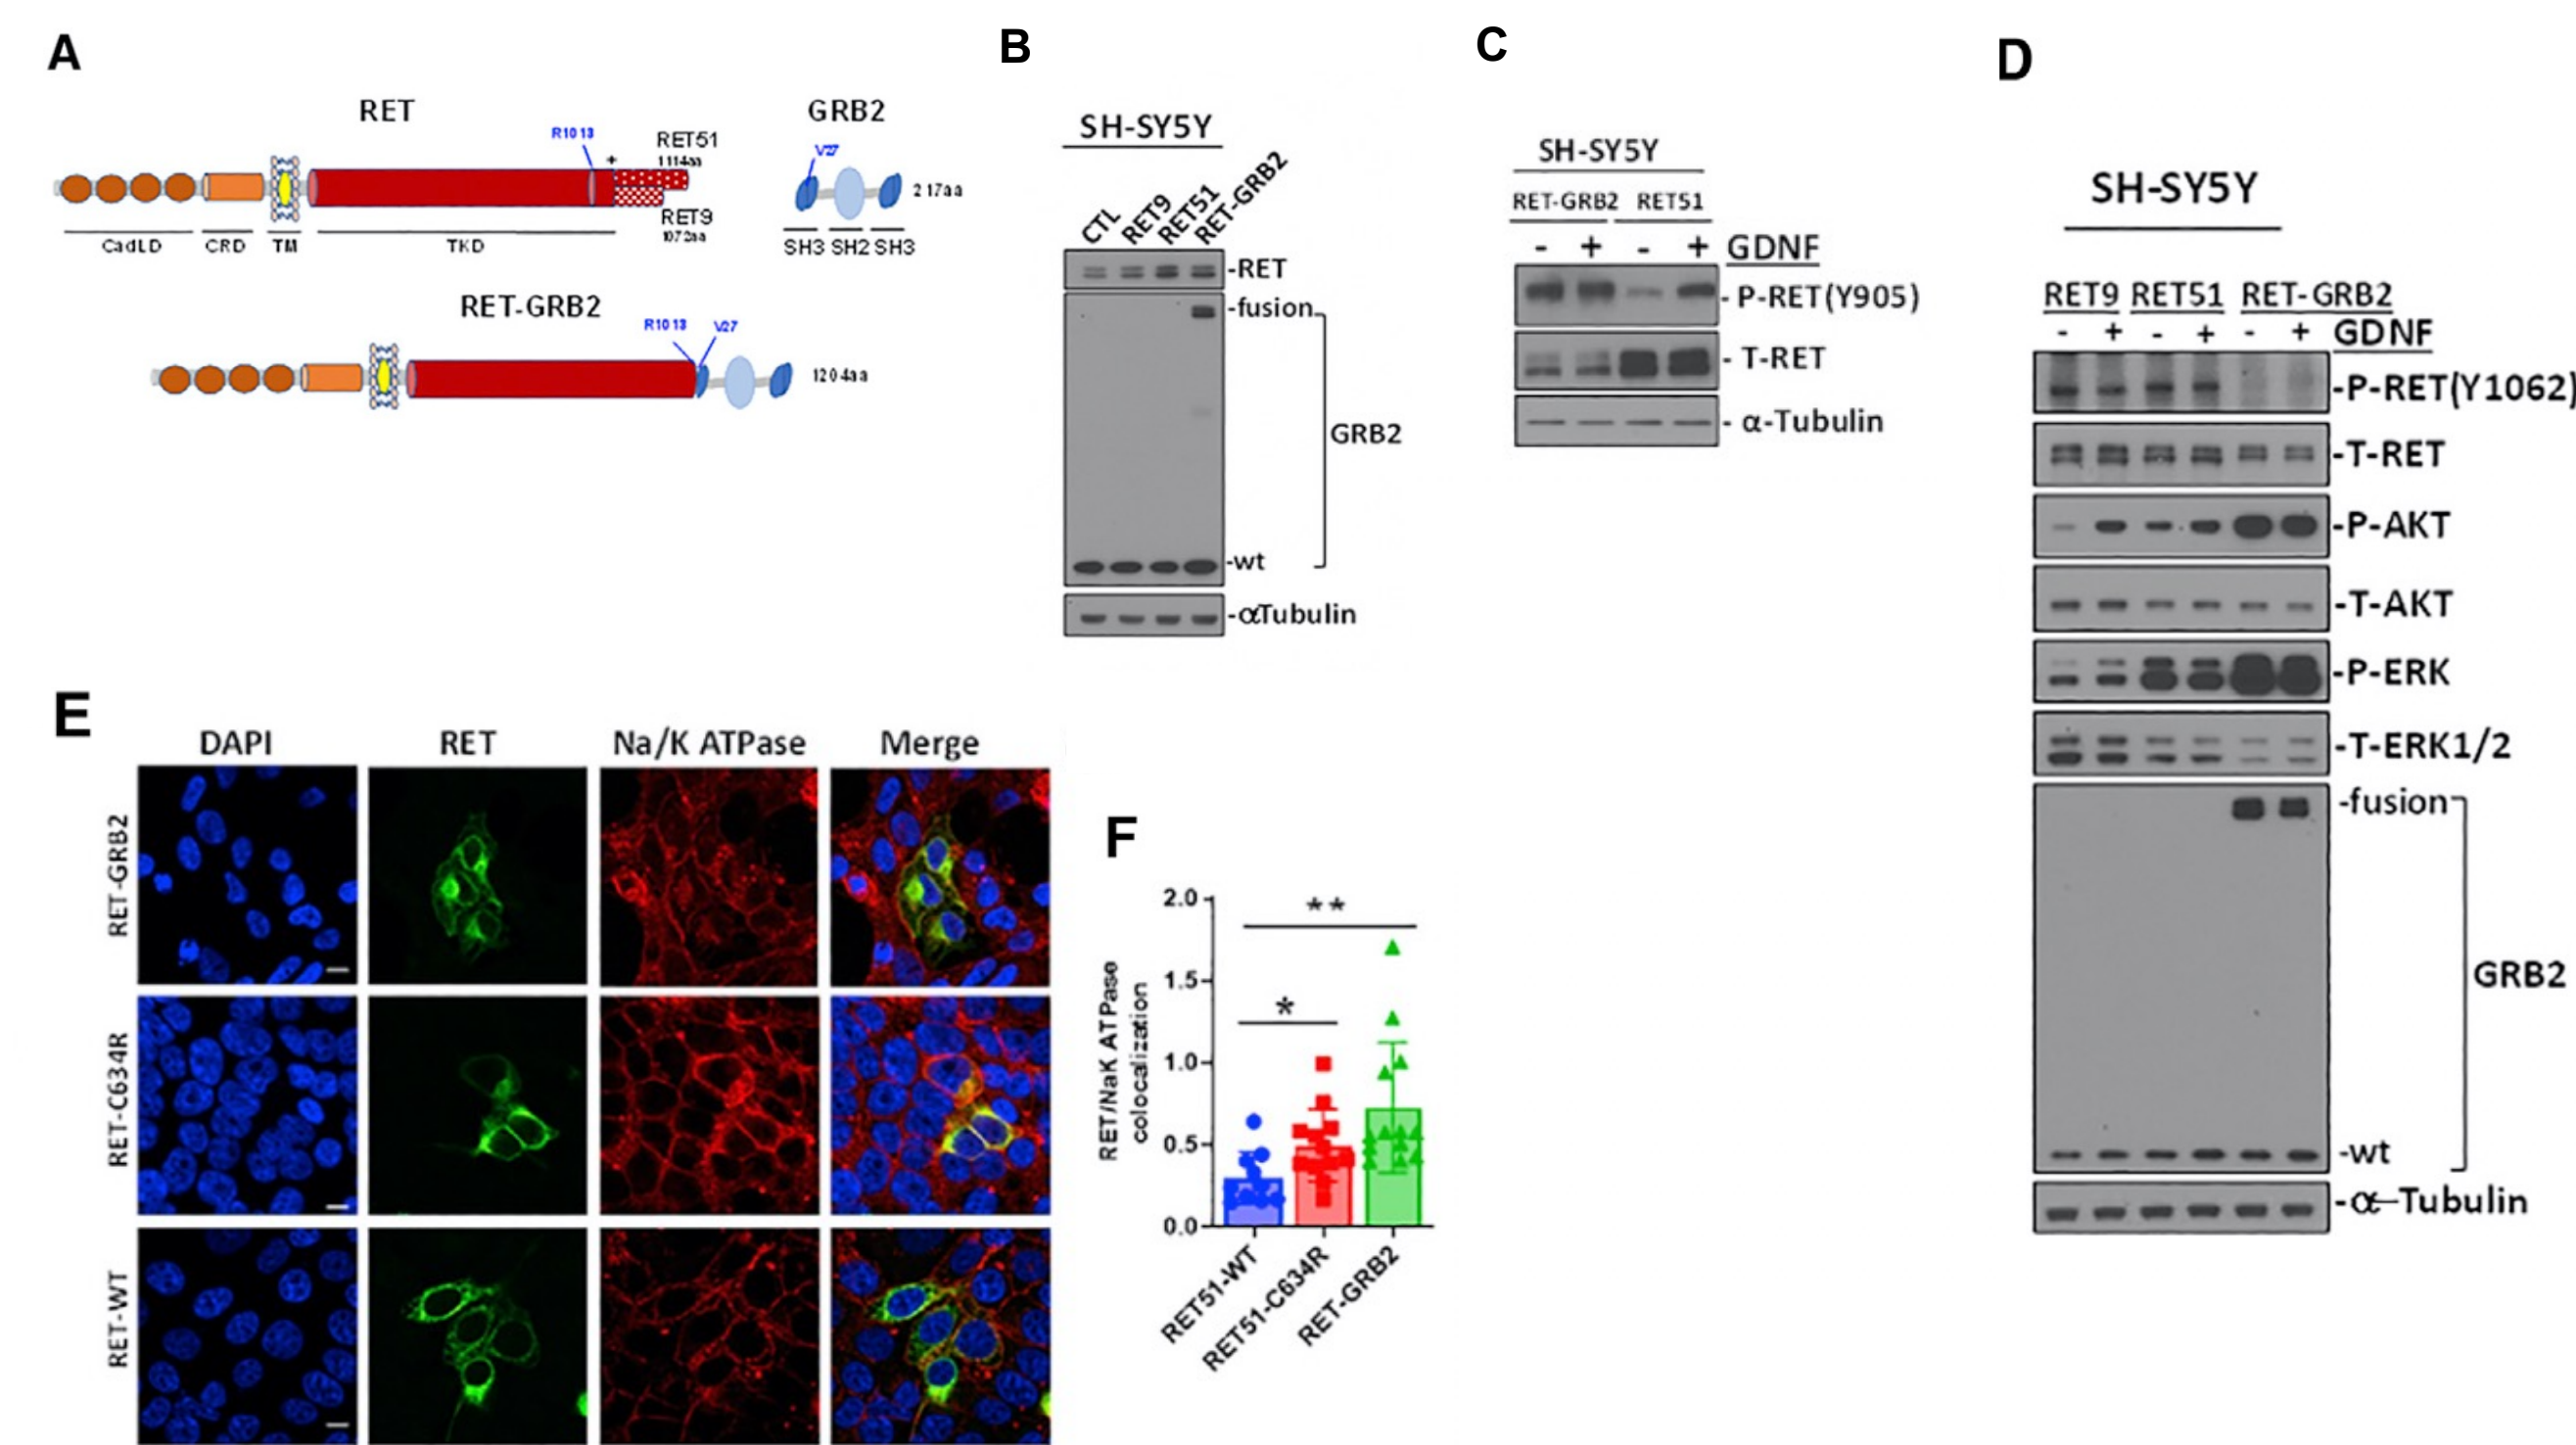 A
RET
R1013
+
RET51
1114aa
RET9
1072aa
CadLD
CRD
TM
TKD
GRB2
V27
217aa
SH3
SH2
SH3
RET-GRB2
R1013
V27
1204aa
B
SH-SY5Y
CTL
RET9
RET51
RET-GRB2
-RET
-fusion
GRB2
-wt
-αTubulin
C
SH-SY5Y
RET-GRB2 RET51
- + - + GDNF
- P-RET(Y905)
- T-RET
- α-Tubulin
D
SH-SY5Y
RET9 RET51 RET-GRB2
- + - + - + GDNF
-P-RET(Y1062)
-T-RET
-P-AKT
-T-AKT
-P-ERK
-T-ERK1/2
-fusion
GRB2
-wt
-α-Tubulin
E
DAPI RET Na/K ATPase Merge
RET-GRB2
RET-C634R
RET-WT
F
RET/NaK ATPase
colocalization
2.0
1.5
1.0
0.5
0.0
**
*
RET51-WT
RET51-C634R
RET-GRB2